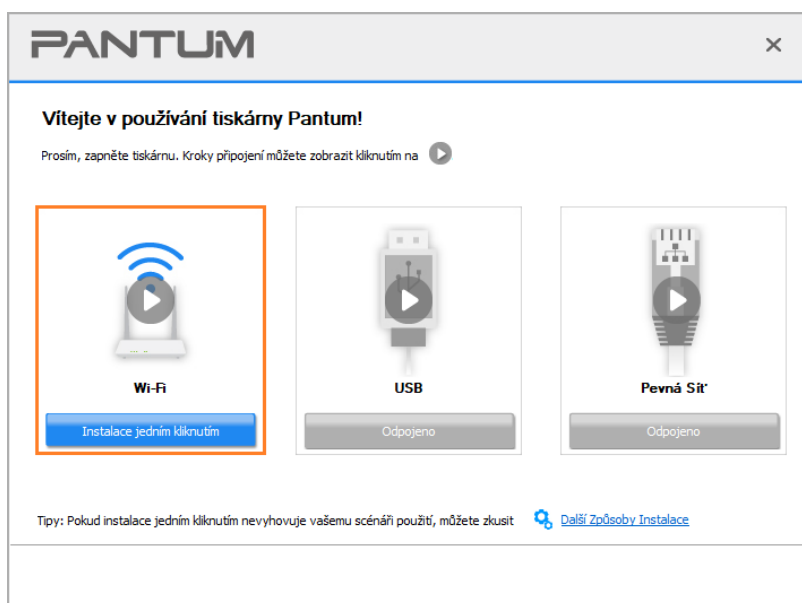 PANTUM
Vítejte v používání tiskárny Pantum!
Prosím, zapněte tiskárnu. Kroky připojení můžete zobrazit kliknutím na
Wi-Fi
USB
Pevná Síť
Instalace jedním kliknutím
Odpojeno
Odpojeno
Tipy: Pokud instalace jedním kliknutím nevyhovuje vašemu scénáři použití, můžete zkusit Další Způsoby Instalace